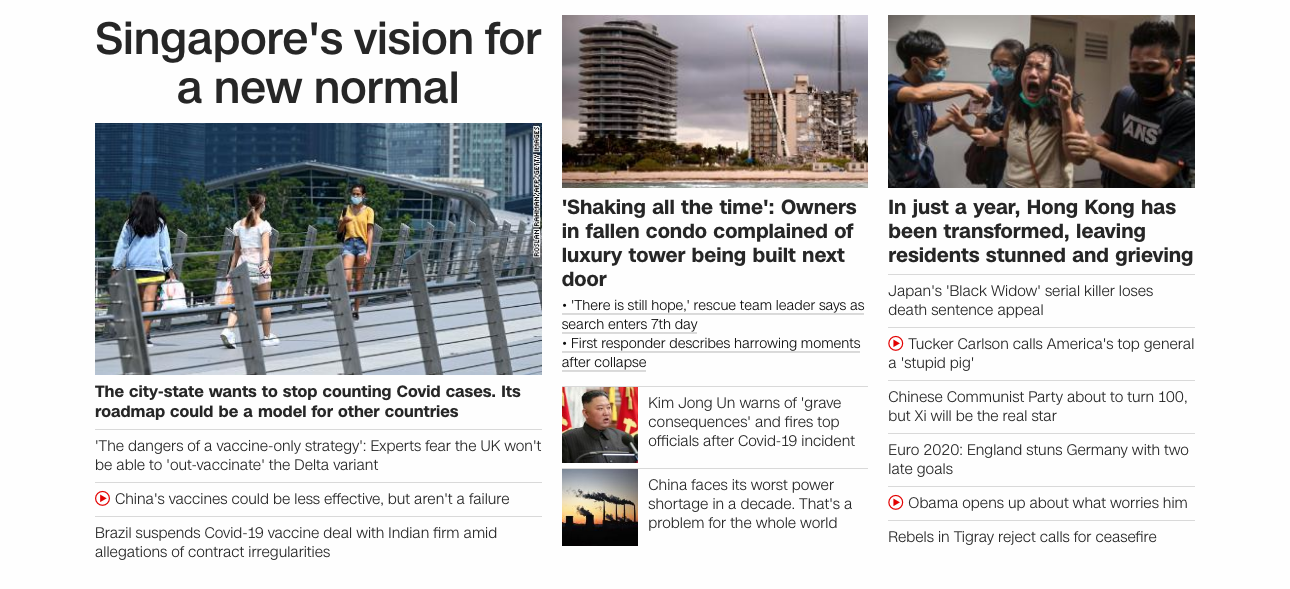 Singapore's vision for
a new normal
ROSLAN RAHMAN/AFP/GETTY IMAGES
The city-state wants to stop counting Covid cases. Its
roadmap could be a model for other countries
'The dangers of a vaccine-only strategy': Experts fear the UK won't
be able to 'out-vaccinate' the Delta variant
China's vaccines could be less effective, but aren't a failure
Brazil suspends Covid-19 vaccine deal with Indian firm amid
allegations of contract irregularities
'Shaking all the time': Owners
in fallen condo complained of
luxury tower being built next
door
• 'There is still hope,' rescue team leader says as
search enters 7th day
• First responder describes harrowing moments
after collapse
Kim Jong Un warns of 'grave
consequences' and fires top
officials after Covid-19 incident
China faces its worst power
shortage in a decade. That's a
problem for the whole world
VANS
In just a year, Hong Kong has
been transformed, leaving
residents stunned and grieving
Japan's 'Black Widow' serial killer loses
death sentence appeal
Tucker Carlson calls America's top general
a 'stupid pig'
Chinese Communist Party about to turn 100,
but Xi will be the real star
Euro 2020: England stuns Germany with two
late goals
Obama opens up about what worries him
Rebels in Tigray reject calls for ceasefire